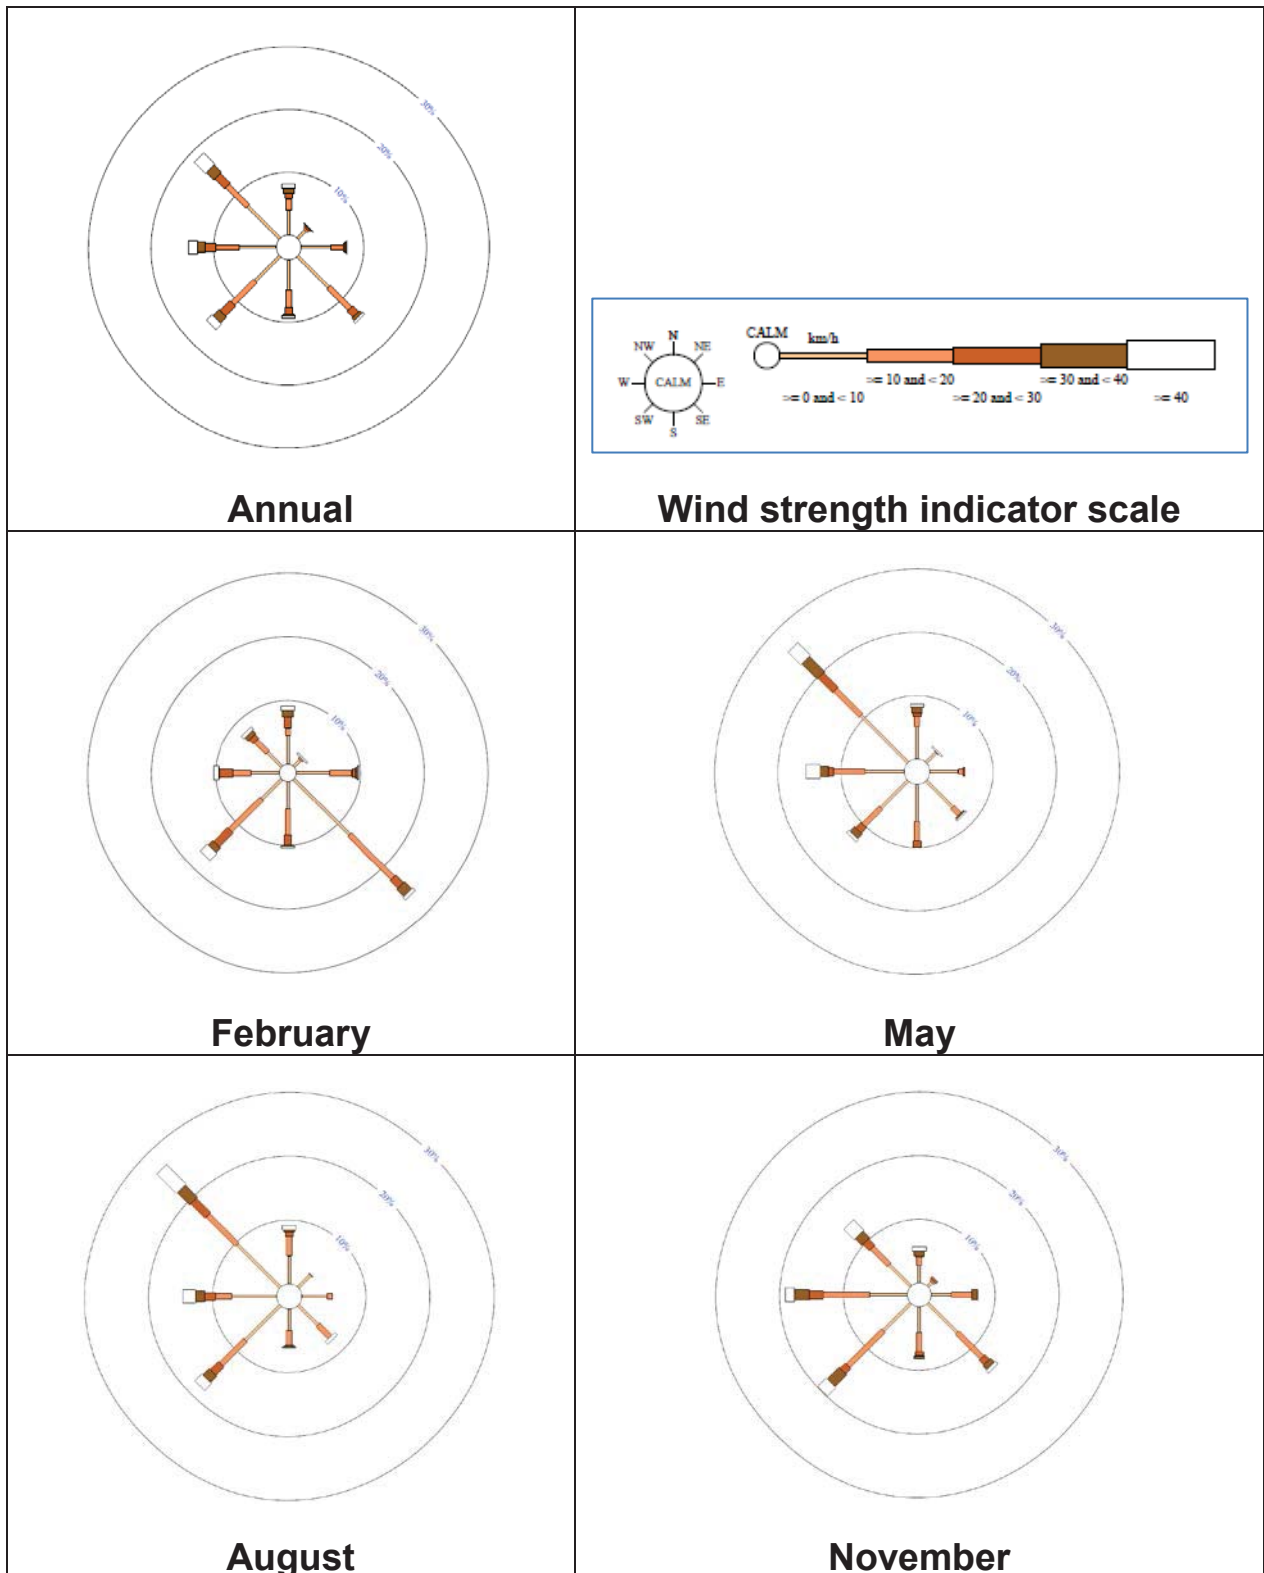 30%
20%
10%
Annual
N
NW NE
W CALM E
SW SE
S
CALM km/h
>= 10 and < 20 >= 30 and < 40
>= 0 and < 10 >= 20 and < 30 >= 40
Wind strength indicator scale
30%
20%
10%
February
30%
20%
10%
May
30%
20%
10%
August
30%
20%
10%
November